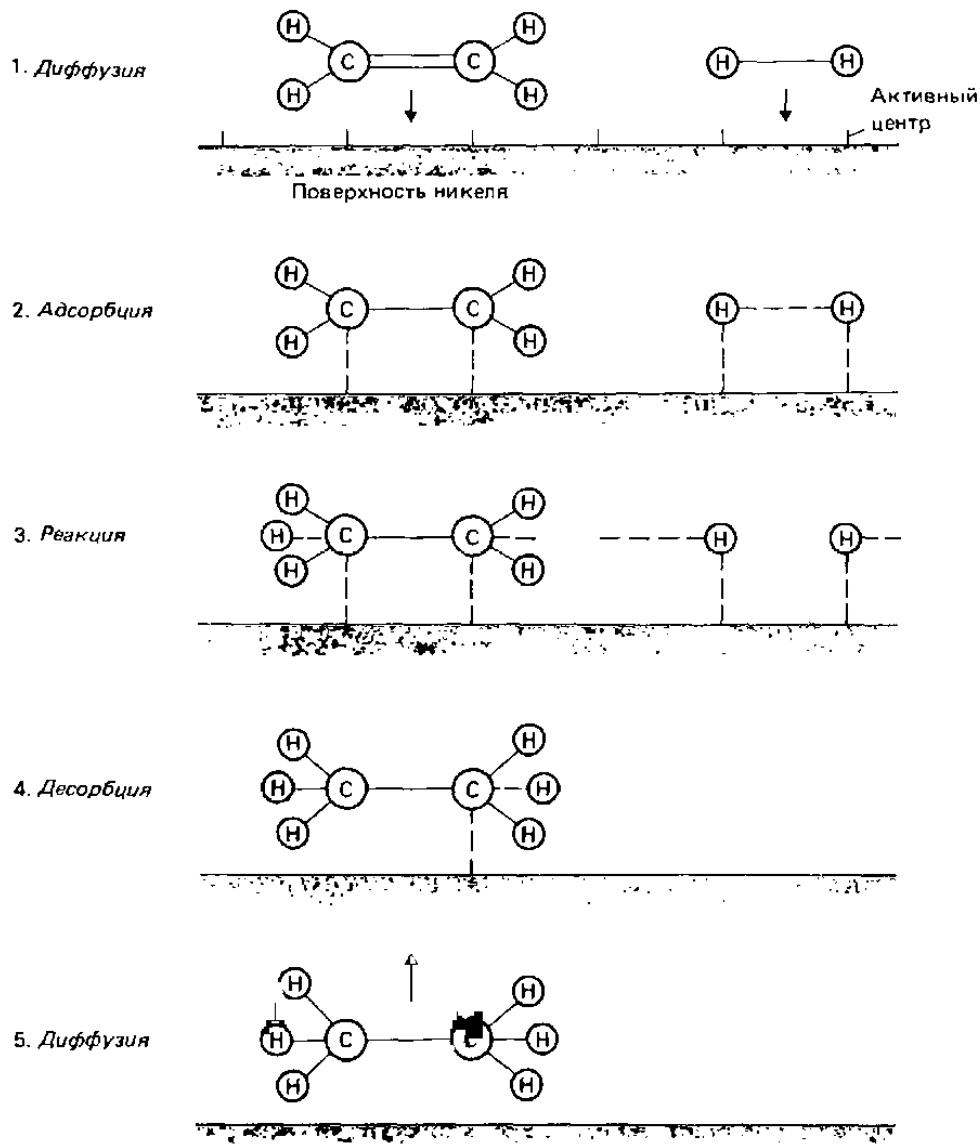 H H
1. Диффузия C C H H
H H
Активный
центр
Поверхность никеля
H H
2. Адсорбция C C H H
H H
H H
3. Реакция H C C H H
H H
H H
4. Десорбция H C C H
H H
H H
5. Диффузия H C C H
H H